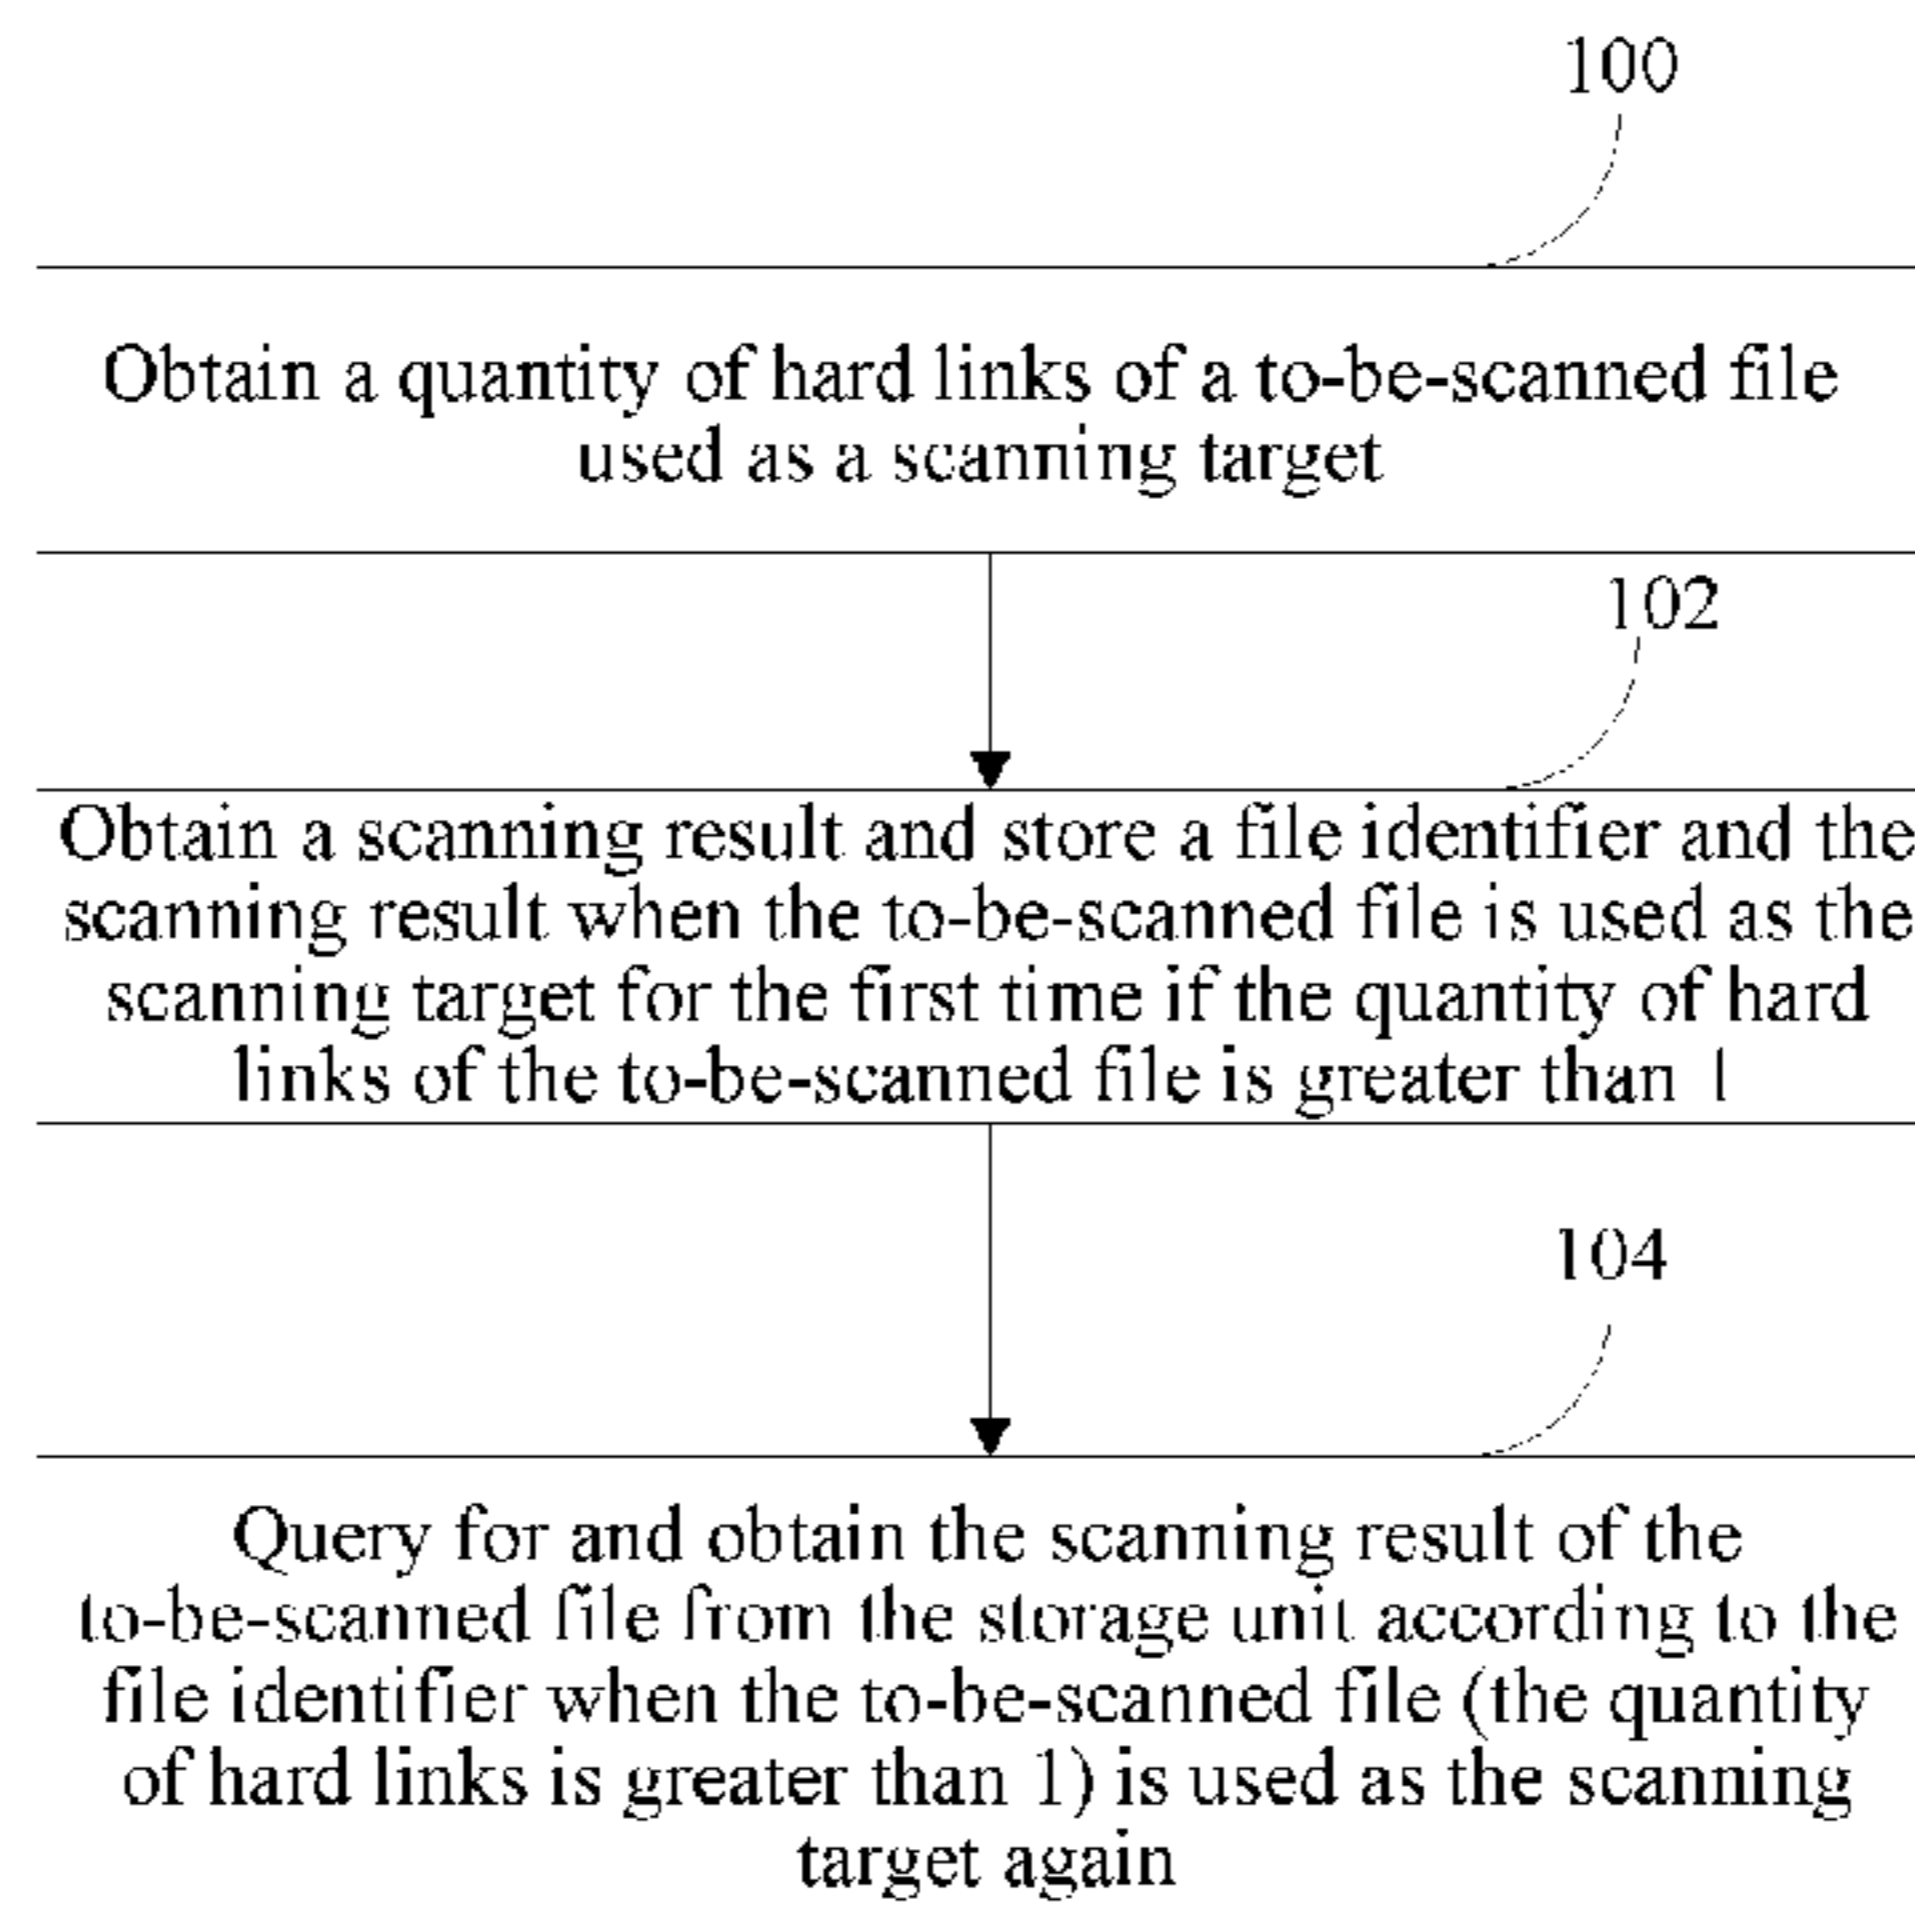 100
Obtain a quantity of hard links of a to-be-scanned file
used as a scanning target
102
Obtain a scanning result and store a file identifier and the
scanning result when the to-be-scanned file is used as the
scanning target for the first time if the quantity of hard
links of the to-be-scanned file is greater than 1
104
Query for and obtain the scanning result of the
to-be-scanned file from the storage unit according to the
file identifier when the to-be-scanned file (the quantity
of hard links is greater than 1) is used as the scanning
target again